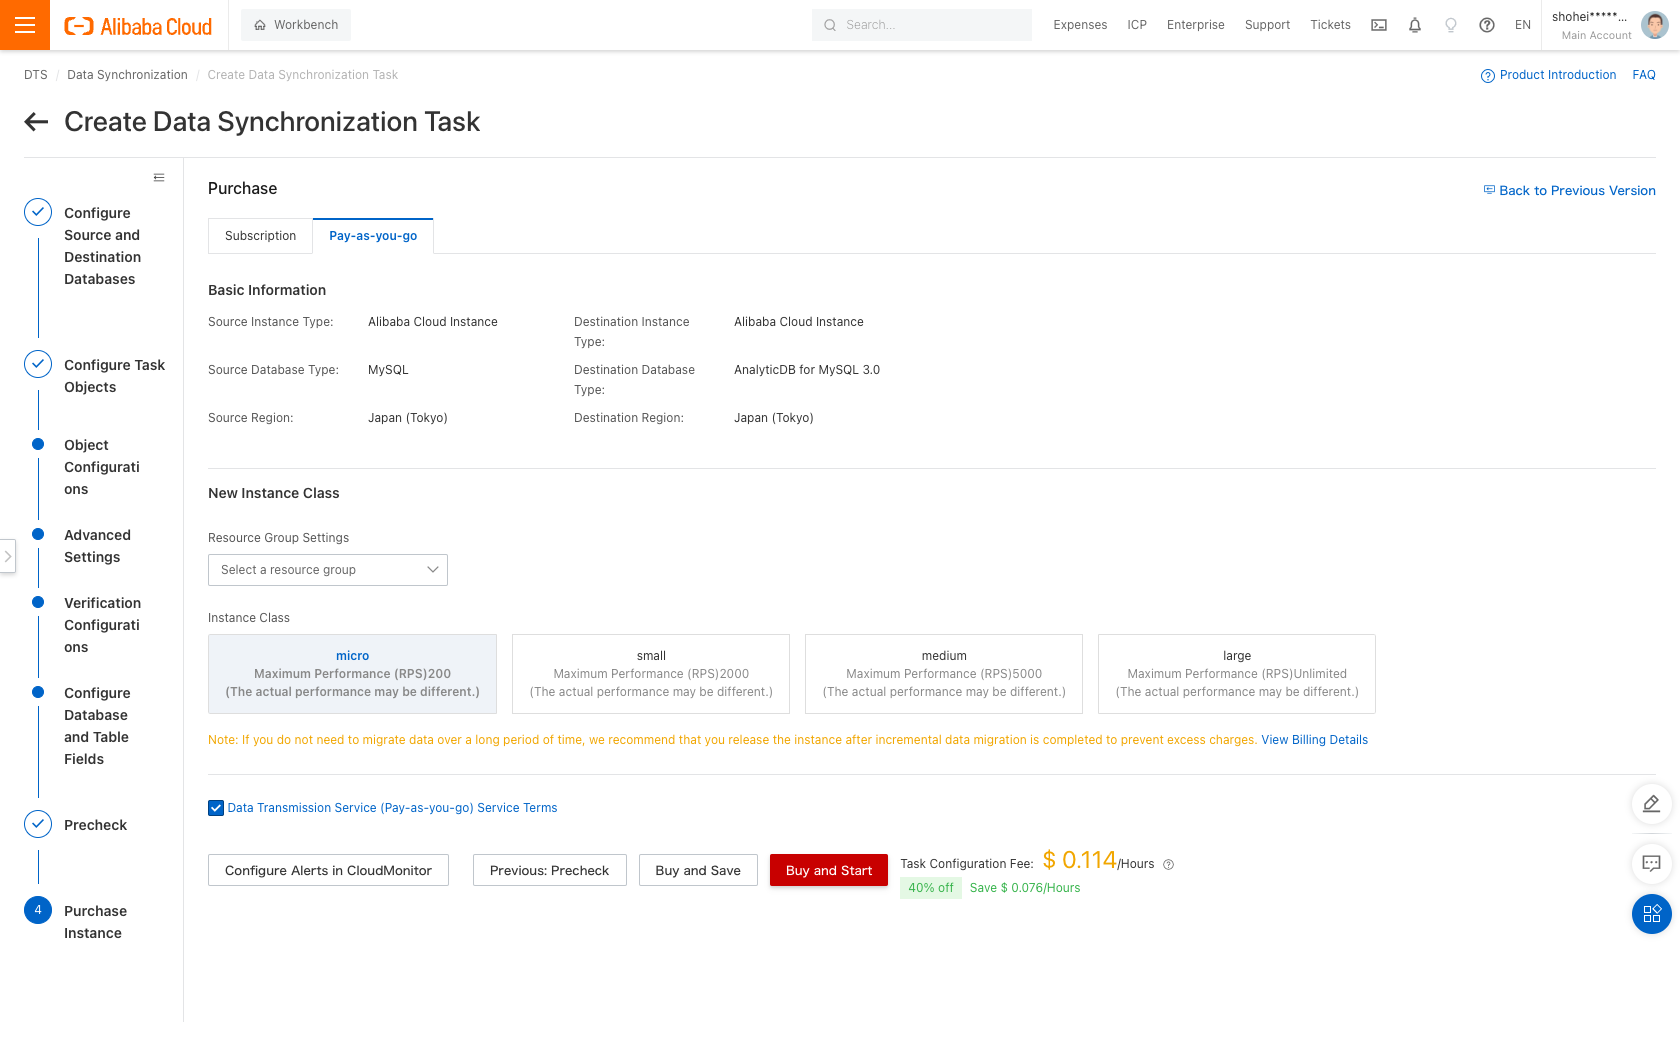 Alibaba Cloud
Workbench
Search...
Expenses
ICP
Enterprise
Support
Tickets
EN
shohei*****...
Main Account
DTS / Data Synchronization / Create Data Synchronization Task
Product Introduction
FAQ
Create Data Synchronization Task
Configure
Source and
Destination
Databases
Configure Task
Objects
Object
Configurati
ons
Advanced
Settings
Verification
Configurati
ons
Configure
Database
and Table
Fields
Precheck
4
Purchase
Instance
Purchase
Back to Previous Version
Subscription
Pay-as-you-go
Basic Information
Source Instance Type:
Alibaba Cloud Instance
Destination Instance
Type:
Alibaba Cloud Instance
Source Database Type:
MySQL
Destination Database
Type:
AnalyticDB for MySQL 3.0
Source Region:
Japan (Tokyo)
Destination Region:
Japan (Tokyo)
New Instance Class
Resource Group Settings
Select a resource group
Instance Class
micro
Maximum Performance (RPS)200
(The actual performance may be different.)
small
Maximum Performance (RPS)2000
(The actual performance may be different.)
medium
Maximum Performance (RPS)5000
(The actual performance may be different.)
large
Maximum Performance (RPS)Unlimited
(The actual performance may be different.)
Note: If you do not need to migrate data over a long period of time, we recommend that you release the instance after incremental data migration is completed to prevent excess charges. View Billing Details
Data Transmission Service (Pay-as-you-go) Service Terms
Configure Alerts in CloudMonitor
Previous: Precheck
Buy and Save
Buy and Start
Task Configuration Fee: $ 0.114/Hours
40% off
Save $ 0.076/Hours